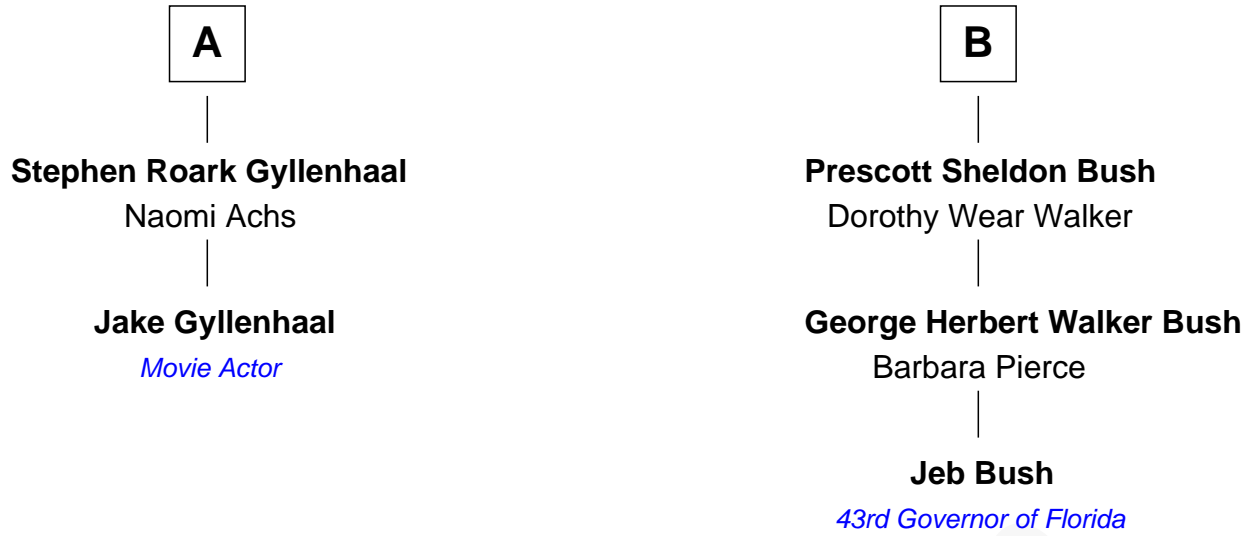 A
Stephen Roark Gyllenhaal
Naomi Achs
Jake Gyllenhaal
Movie Actor
B
Prescott Sheldon Bush
Dorothy Wear Walker
George Herbert Walker Bush
Barbara Pierce
Jeb Bush
43rd Governor of Florida